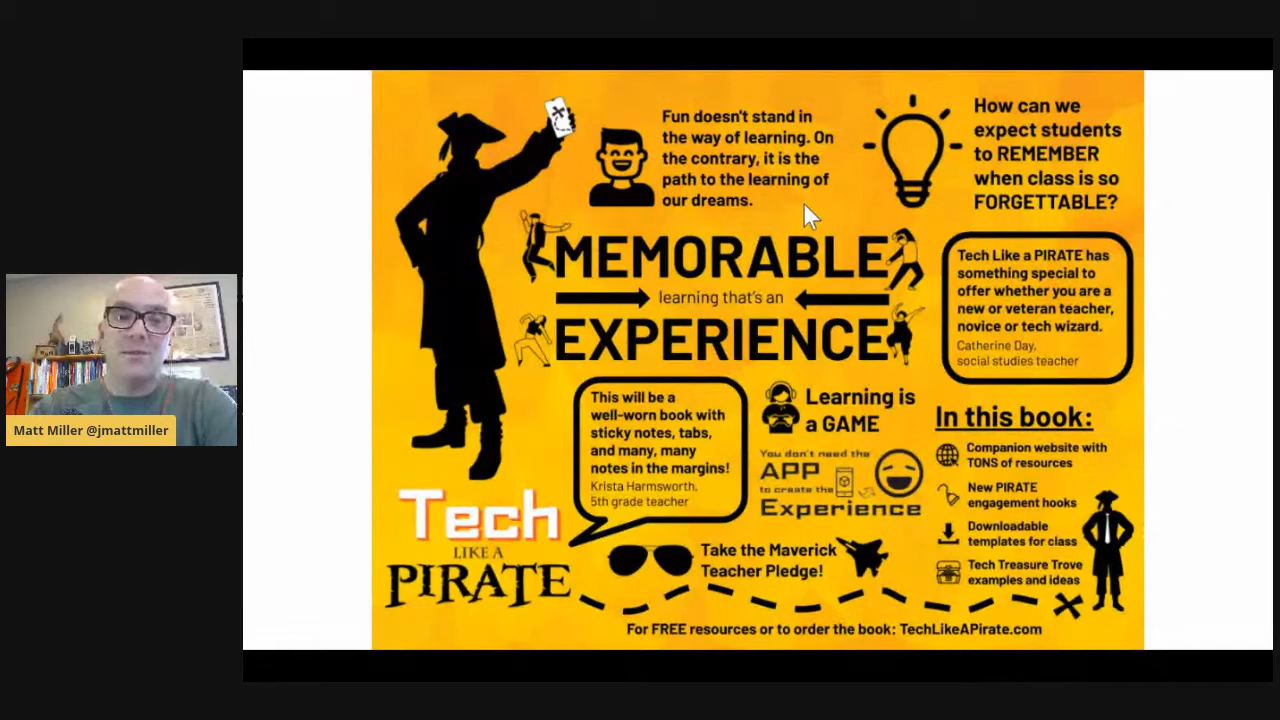 Fun doesn't stand in
the way of learning. On
the contrary, it is the
path to the learning of
our dreams.
How can we
expect students
to REMEMBER
when class is so
FORGETTABLE?
MEMORABLE
learning that's an
EXPERIENCE
Tech Like a PIRATE has
something special to
offer whether you are a
new or veteran teacher,
novice or tech wizard.
Catherine Day,
social studies teacher
This will be a
well-worn book with
sticky notes, tabs,
and many, many
notes in the margins!
Krista Harmsworth,
5th grade teacher
Learning is
a GAME
You don't need the
APP
to create the
Experience
In this book:
Companion website with
TONS of resources
New PIRATE
engagement hooks
Downloadable
templates for class
Tech Treasure Trove
examples and ideas
Tech
LIKE A
PIRATE
Take the Maverick
Teacher Pledge!
For FREE resources or to order the book: TechLikeAPirate.com
Matt Miller @jmattmiller